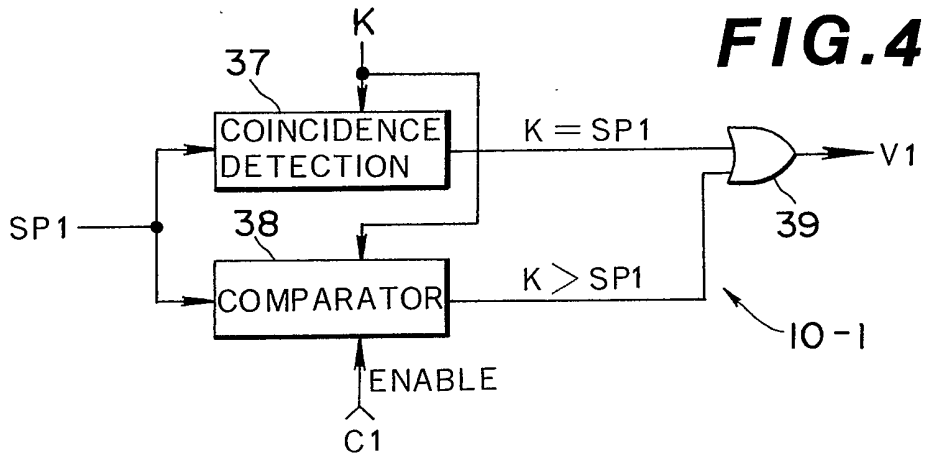 FIG.4
K
37
COINCIDENCE
DETECTION
K = SP1
V1
39
SP1
38
COMPARATOR
K > SP1
10-1
ENABLE
C1